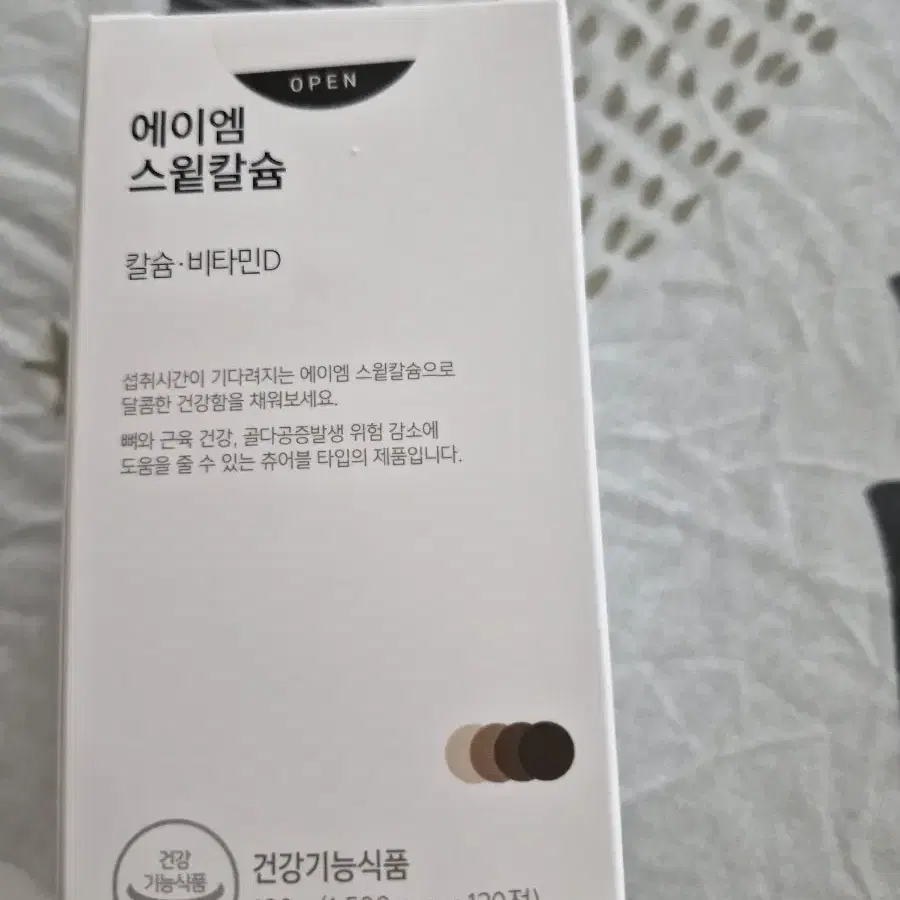 OPEN
에이엠
스윁칼슘
칼슘·비타민D
섭취시간이 기다려지는 에이엠 스윁칼슘으로
달콤한 건강함을 채워보세요.
뼈와 근육 건강, 골다공증발생 위험 감소에
도움을 줄 수 있는 츄어블 타입의 제품입니다.
건강
기능식품
건강기능식품